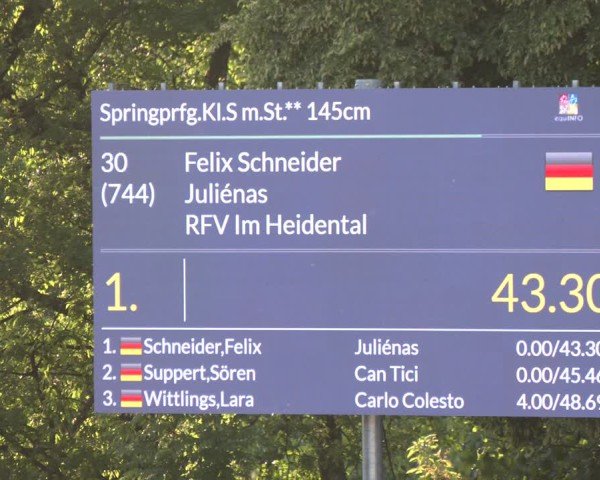 Springprfg.Kl.S m.St.** 145cm
equiINFO
30 Felix Schneider
(744) Juliénas
RFV Im Heidental
1. 43.30
1. Schneider,Felix Juliénas 0.00/43.30
2. Suppert,Sören Can Tici 0.00/45.46
3. Wittlings,Lara Carlo Colesto 4.00/48.69